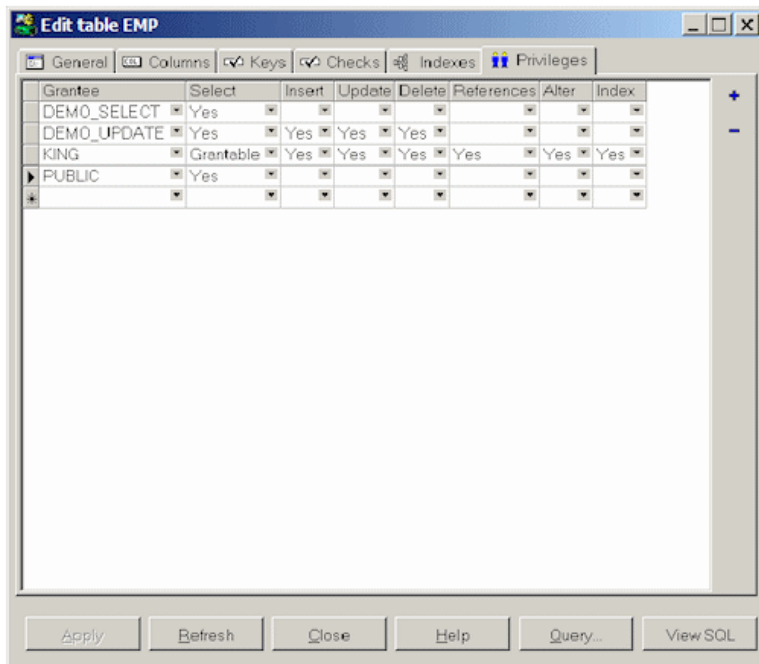 Edit table EMP
General Columns Keys Checks Indexes Privileges
Grantee Select Insert Update Delete References Alter Index
DEMO_SELECT Yes
DEMO_UPDATE Yes Yes Yes Yes
KING Grantable Yes Yes Yes Yes Yes Yes
PUBLIC Yes
Apply Refresh Close Help Query... View SQL